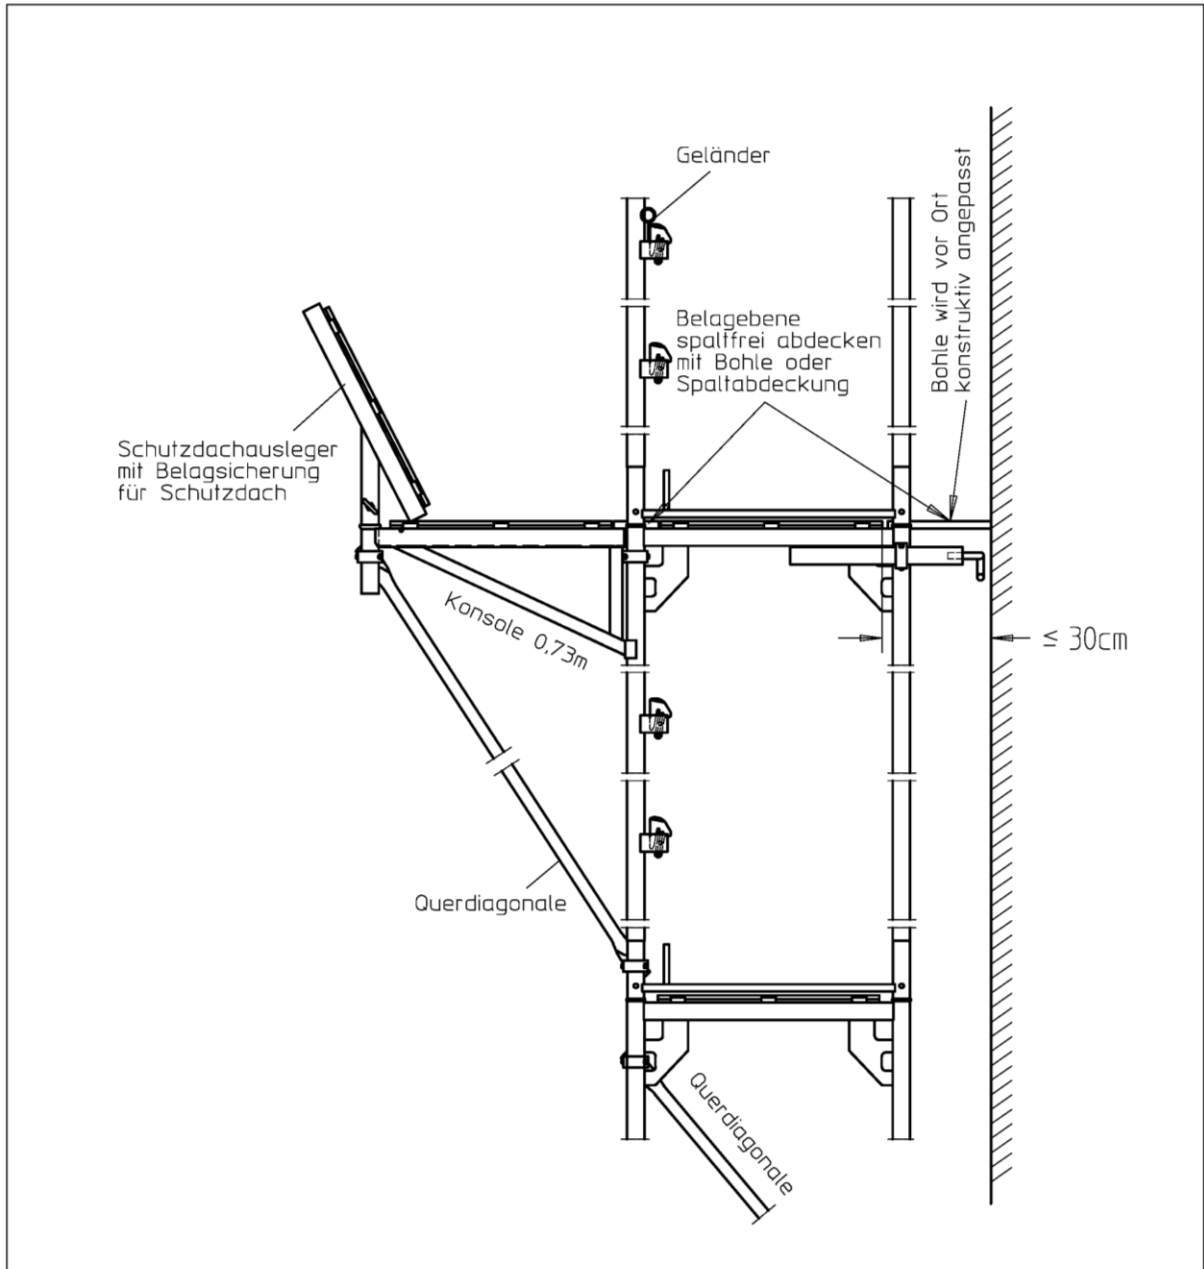 Geländer
Bohle wird vor Ort
konstruktiv angepasst
Belagebene
spaltfrei abdecken
mit Bohle oder
Spaltabdeckung
Schutzdachausleger
mit Belagsicherung
für Schutzdach
Konsole 0,73m
≤ 30cm
Querdiagonale
Querdiagonale